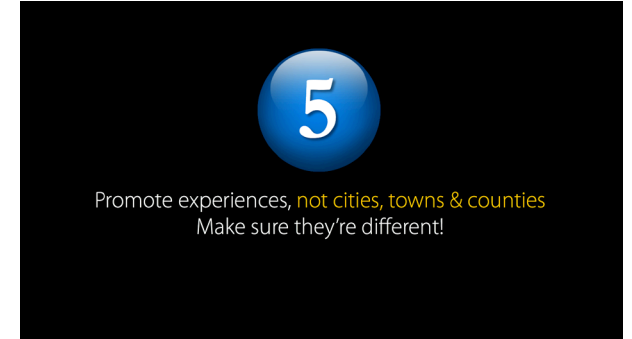 5
Promote experiences, not cities, towns & counties
Make sure they’re different!